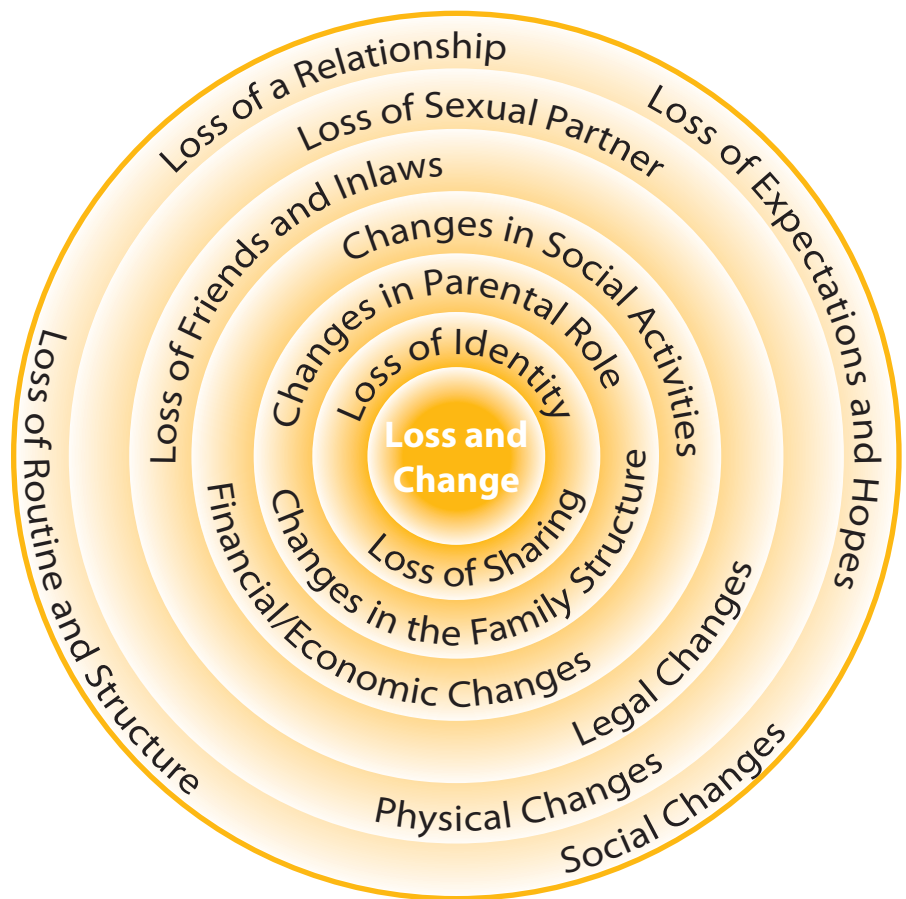 Loss of a Relationship
Loss of Expectations and Hopes
Loss of Routine and Structure
Social Changes
Loss of Sexual Partner
Physical Changes
Loss of Friends and Inlaws
Legal Changes
Changes in Social Activities
Financial/Economic Changes
Changes in Parental Role
Changes in the Family Structure
Loss of Identity
Loss of Sharing
Loss and
Change